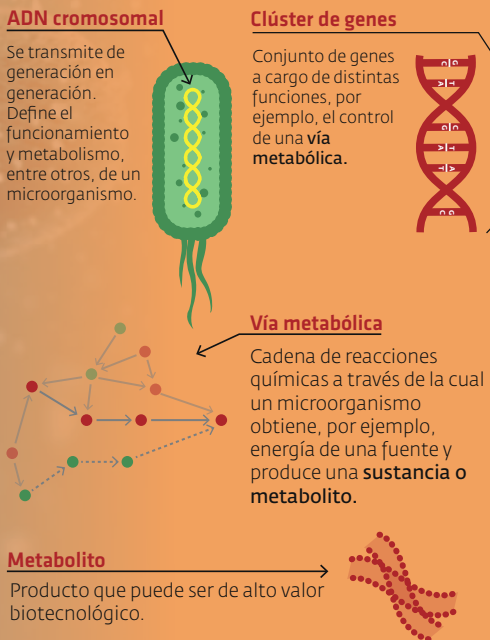 ADN cromosomal
Se transmite de
generación en
generación.
Define el
funcionamiento
y metabolismo,
entre otros, de un
microorganismo.
Clúster de genes
Conjunto de genes
a cargo de distintas
funciones, por
ejemplo, el control
de una vía
metabólica.
Vía metabólica
Cadena de reacciones
químicas a través de la cual
un microorganismo
obtiene, por ejemplo,
energía de una fuente y
produce una sustancia o
metabolito.
Metabolito
Producto que puede ser de alto valor
biotecnológico.